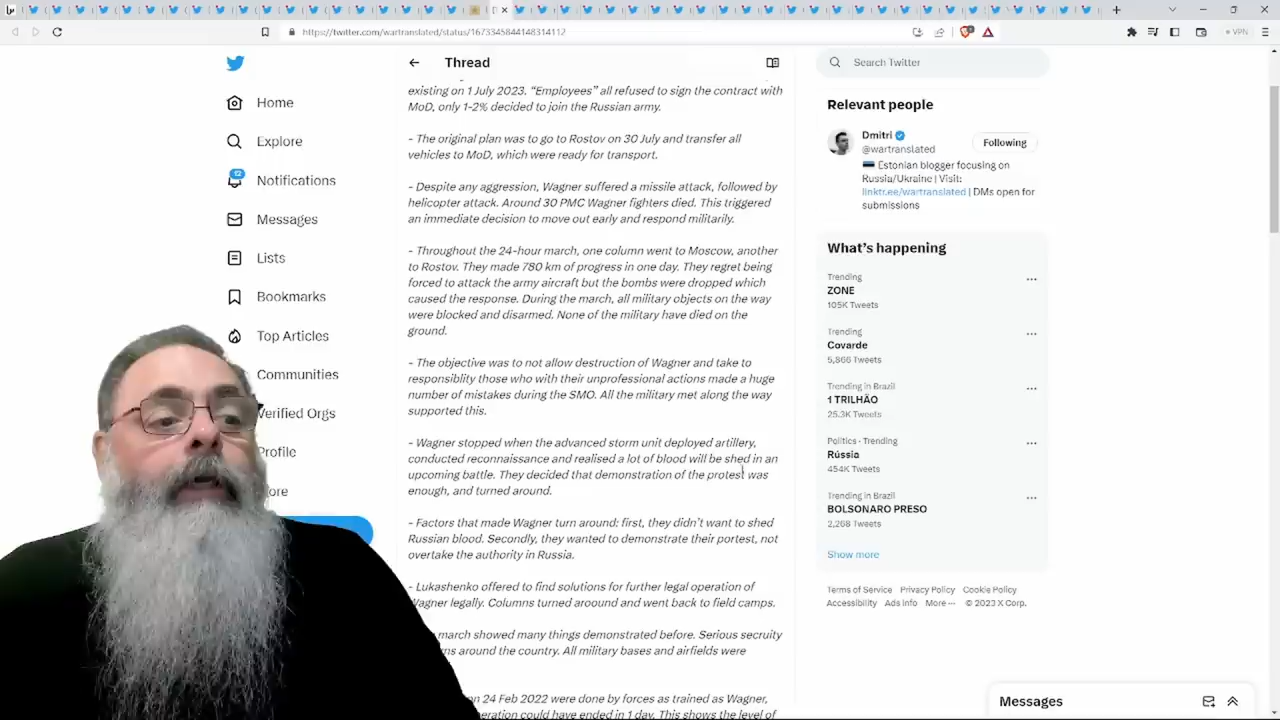 https://twitter.com/wartranslated/status/1673345844148314112
VPN
Home
Explore
12
Notifications
Messages
Lists
Bookmarks
Top Articles
Communities
Verified Orgs
Profile
ore
Thread
existing on 1 July 2023. “Employees” all refused to sign the contract with
MoD, only 1-2% decided to join the Russian army.
- The original plan was to go to Rostov on 30 July and transfer all
vehicles to MoD, which were ready for transport.
- Despite any aggression, Wagner suffered a missile attack, followed by
helicopter attack. Around 30 PMC Wagner fighters died. This triggered
an immediate decision to move out early and respond militarily.
- Throughout the 24-hour march, one column went to Moscow, another
to Rostov. They made 780 km of progress in one day. They regret being
forced to attack the army aircraft but the bombs were dropped which
caused the response. During the march, all military objects on the way
were blocked and disarmed. None of the military have died on the
ground.
- The objective was to not allow destruction of Wagner and take to
responsiblity those who with their unprofessional actions made a huge
number of mistakes during the SMO. All the military met along the way
supported this.
- Wagner stopped when the advanced storm unit deployed artillery,
conducted reconnaissance and realised a lot of blood will be shed in an
upcoming battle. They decided that demonstration of the protest was
enough, and turned around.
- Factors that made Wagner turn around: first, they didn’t want to shed
Russian blood. Secondly, they wanted to demonstrate their portest, not
overtake the authority in Russia.
- Lukashenko offered to find solutions for further legal operation of
Wagner legally. Columns turned aroound and went back to field camps.
march showed many things demonstrated before. Serious secruity
around the country. All military bases and airfields were
on 24 Feb 2022 were done by forces as trained as Wagner,
eration could have ended in 1 day. This shows the level of
Search Twitter
Relevant people
Dmitri
@wartranslated
Following
Estonian blogger focusing on
Russia/Ukraine | Visit:
linktr.ee/wartranslated | DMs open for
submissions
What’s happening
Trending
ZONE
105K Tweets
Trending
Covarde
5,866 Tweets
Trending in Brazil
1 TRILHÃO
25.3K Tweets
Politics · Trending
Rússia
454K Tweets
Trending in Brazil
BOLSONARO PRESO
2,268 Tweets
Show more
Terms of Service Privacy Policy Cookie Policy
Accessibility Ads info More ··· © 2023 X Corp.
Messages